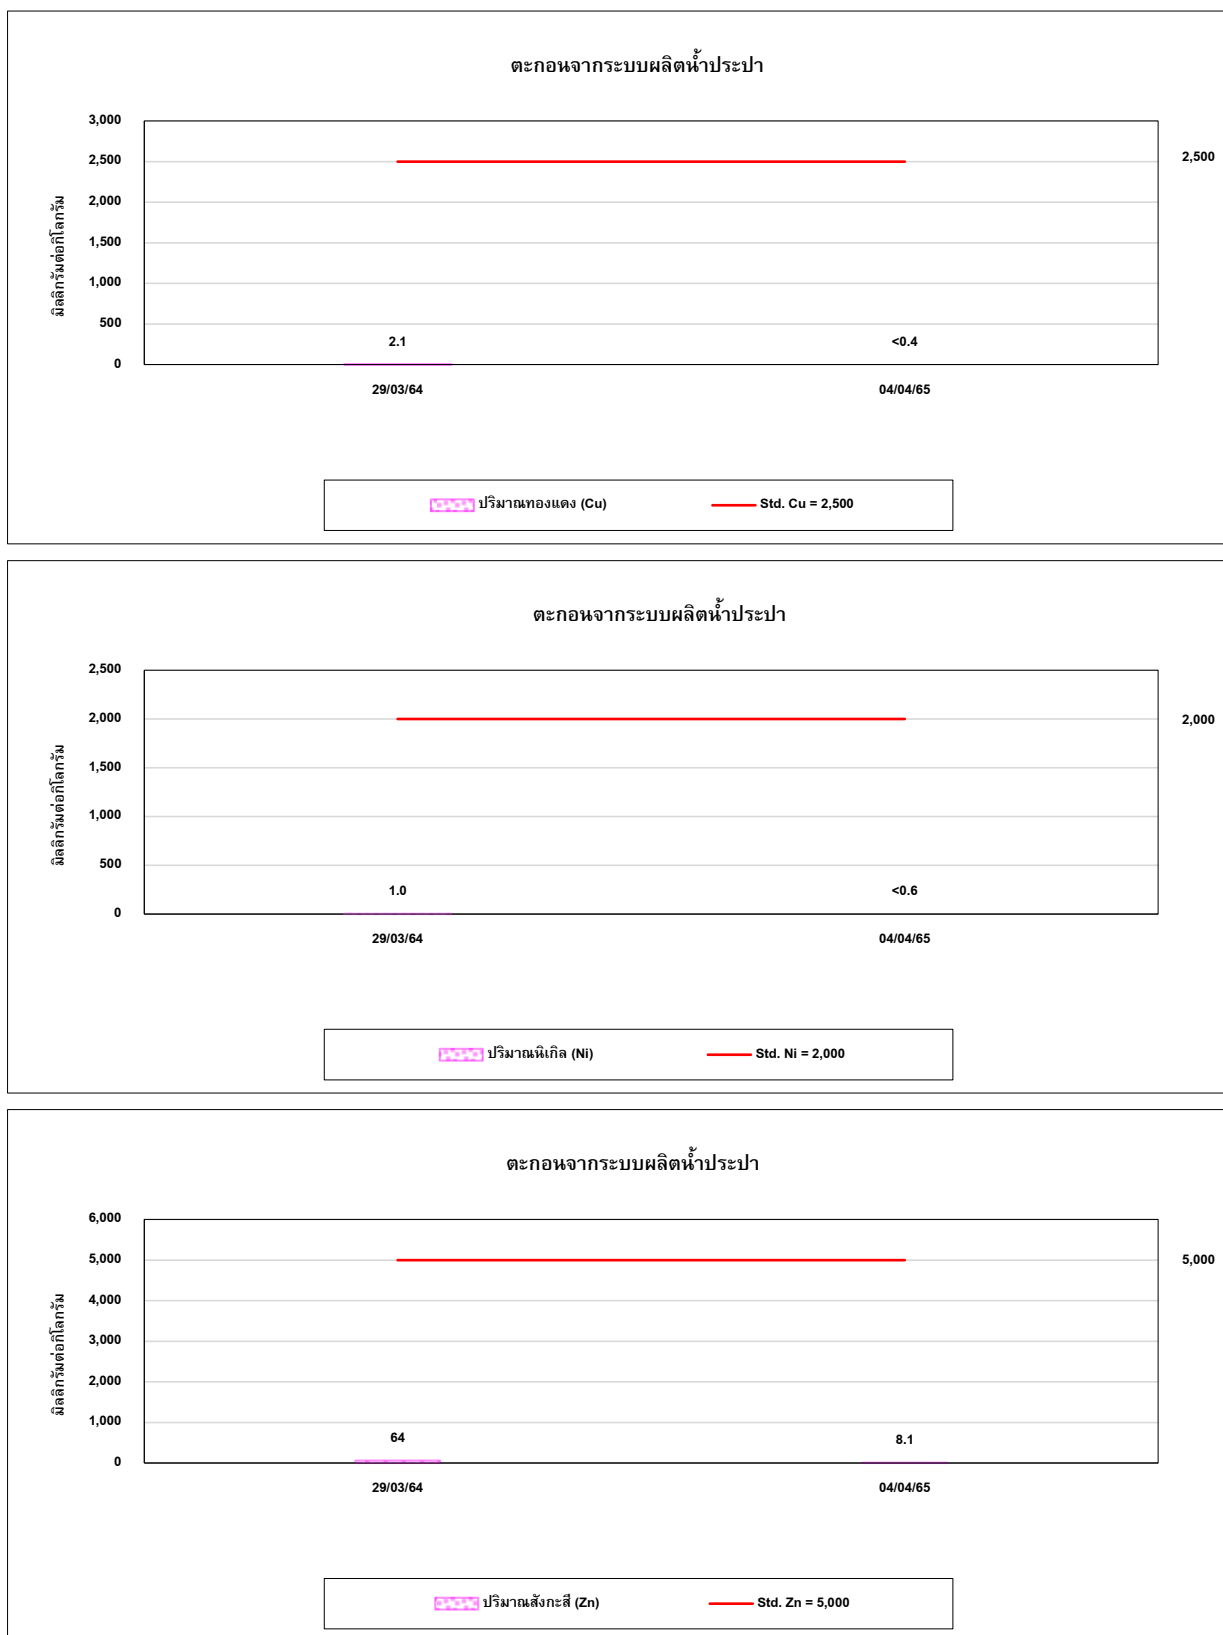 ตะกอนจากระบบผลิตน้ำประปา
3,000
2,500
2,000
1,500
1,000
500
0
มิลลิกรัมต่อกิโลกรัม
2,500
2.1
<0.4
29/03/64
04/04/65
ปริมาณทองแดง (Cu)
Std. Cu = 2,500
ตะกอนจากระบบผลิตน้ำประปา
2,500
2,000
1,500
1,000
500
0
มิลลิกรัมต่อกิโลกรัม
2,000
1.0
<0.6
29/03/64
04/04/65
ปริมาณนิเกิล (Ni)
Std. Ni = 2,000
ตะกอนจากระบบผลิตน้ำประปา
6,000
5,000
4,000
3,000
2,000
1,000
0
มิลลิกรัมต่อกิโลกรัม
5,000
64
8.1
29/03/64
04/04/65
ปริมาณสังกะสี (Zn)
Std. Zn = 5,000